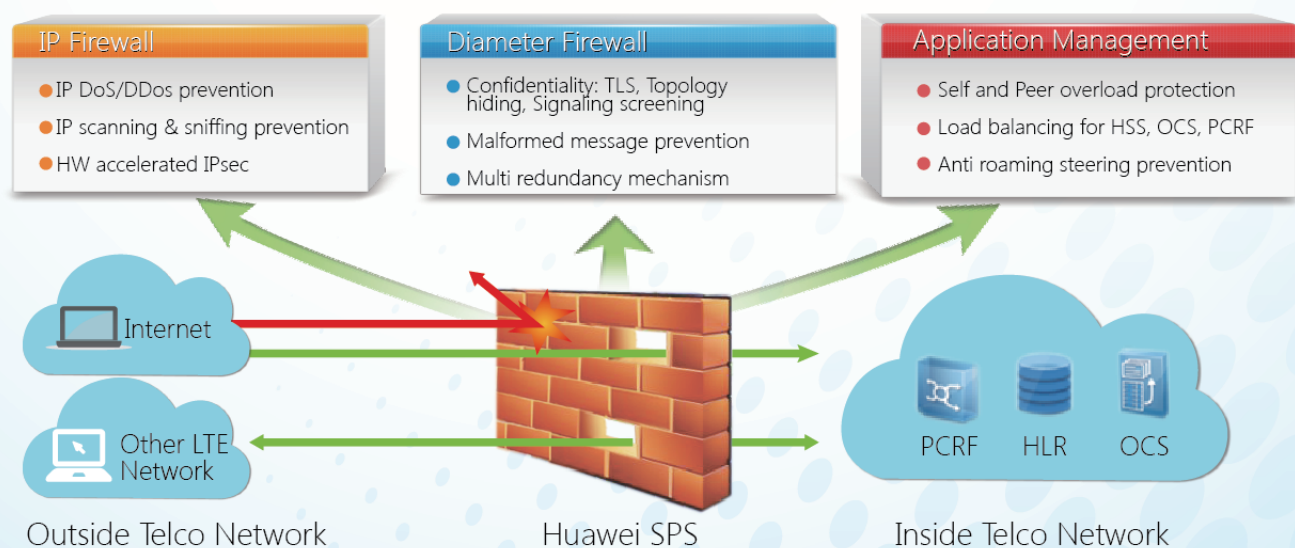 IP Firewall
IP DoS/DDos prevention
IP scanning & sniffing prevention
HW accelerated IPsec
Diameter Firewall
Confidentiality: TLS, Topology
hiding, Signaling screening
Malformed message prevention
Multi redundancy mechanism
Application Management
Self and Peer overload protection
Load balancing for HSS, OCS, PCRF
Anti roaming steering prevention
Internet
Other LTE
Network
PCRF
HLR
OCS
Outside Telco Network
Huawei SPS
Inside Telco Network